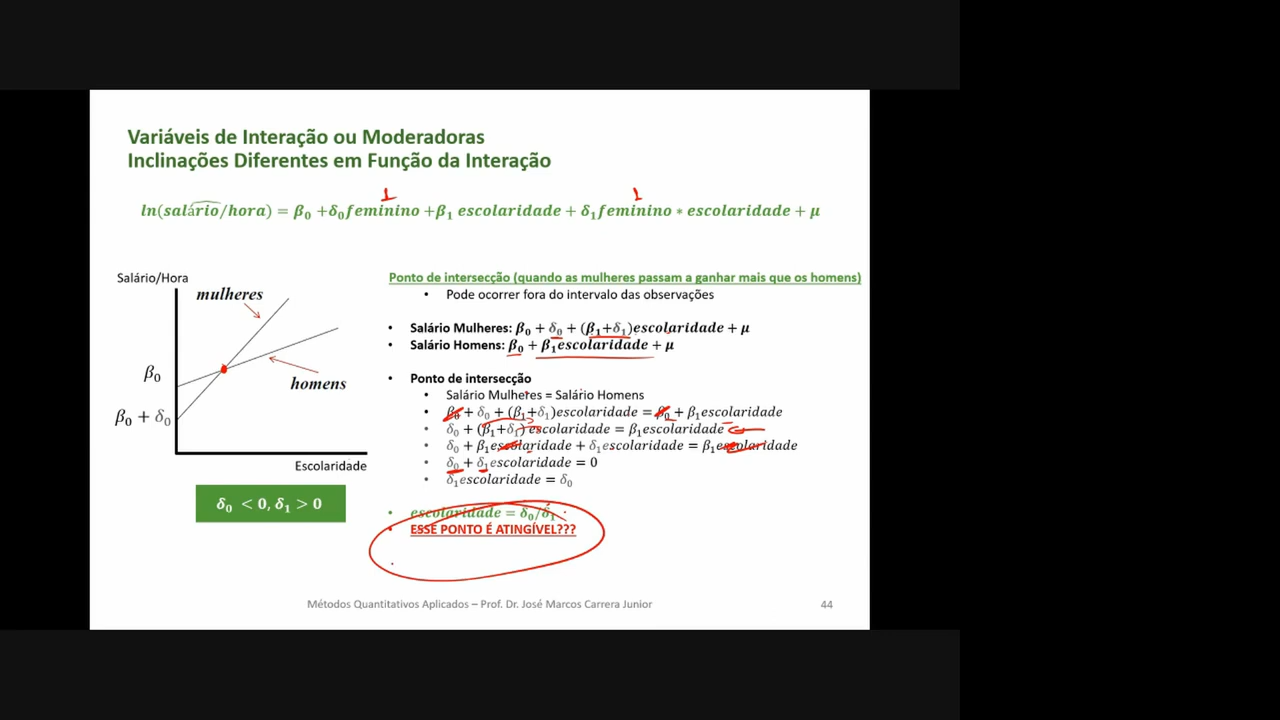 Variáveis de Interação ou Moderadoras
Inclinações Diferentes em Função da Interação
1 1
ln(salário/hora) = β₀ +δ₀feminino +β₁ escolaridade + δ₁feminino * escolaridade + μ
Salário/Hora
mulheres
homens
β₀
β₀ + δ₀
Escolaridade
δ₀ < 0, δ₁ > 0
Ponto de intersecção (quando as mulheres passam a ganhar mais que os homens)
• Pode ocorrer fora do intervalo das observações
• Salário Mulheres: β₀ + δ₀ + (β₁+δ₁)escolaridade + μ
• Salário Homens: β₀ + β₁escolaridade + μ
• Ponto de intersecção
• Salário Mulheres = Salário Homens
• β₀ + δ₀ + (β₁+δ₁)escolaridade = β₀ + β₁escolaridade
• δ₀ + (β₁+δ₁)escolaridade = β₁escolaridade
• δ₀ + β₁escolaridade + δ₁escolaridade = β₁escolaridade
• δ₀ + δ₁escolaridade = 0
• δ₁escolaridade = δ₀
• escolaridade = δ₀/δ₁
• ESSE PONTO É ATINGÍVEL???
Métodos Quantitativos Aplicados – Prof. Dr. José Marcos Carrera Junior
44